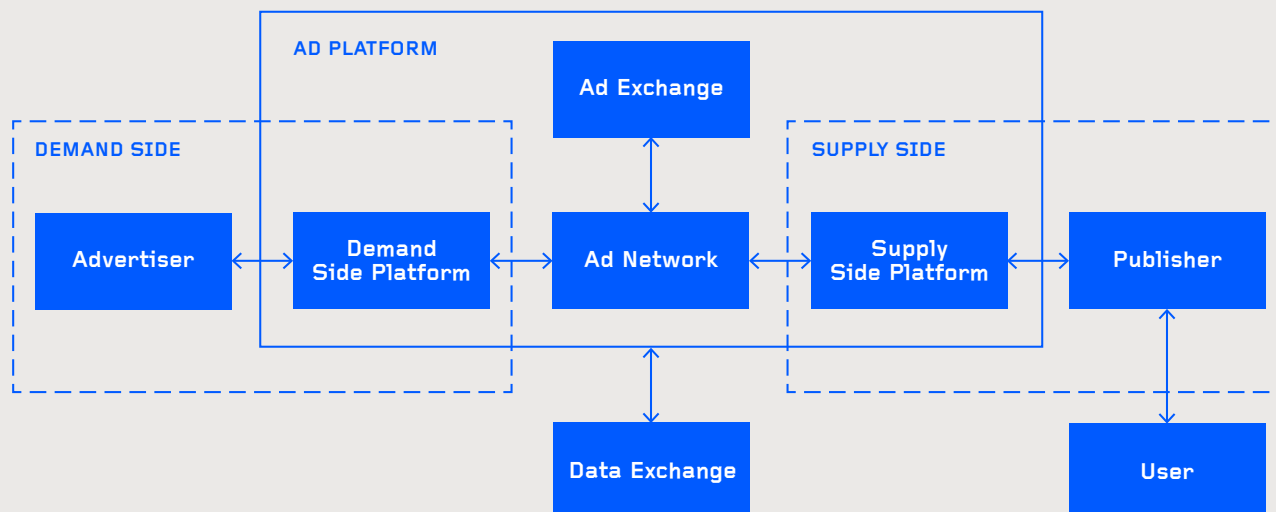 AD PLATFORM
Ad Exchange
DEMAND SIDE
SUPPLY SIDE
Advertiser
Demand
Side Platform
Ad Network
Supply
Side Platform
Publisher
Data Exchange
User